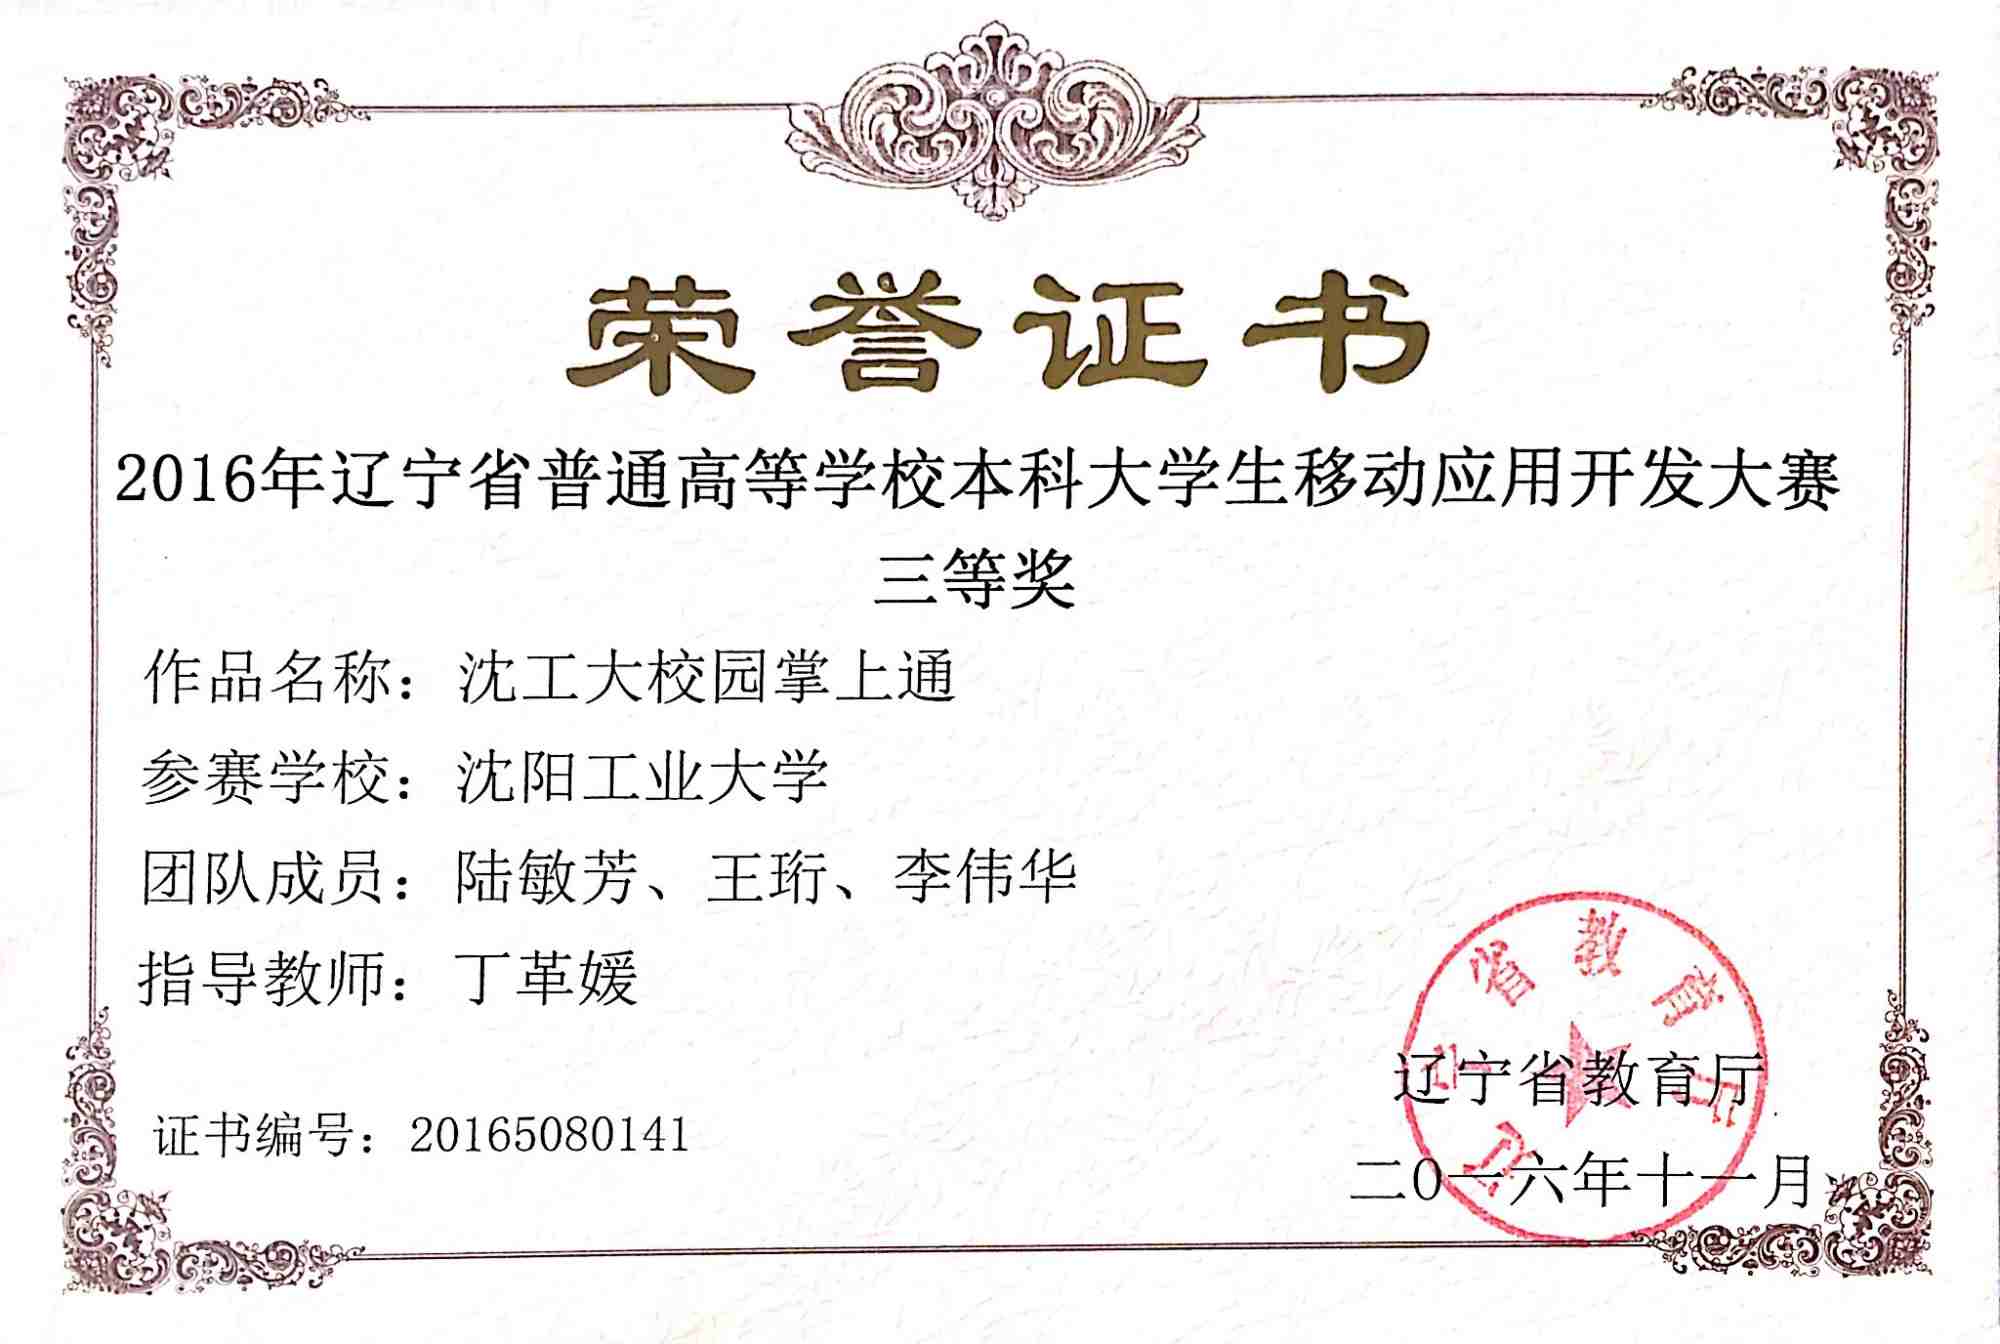 荣誉证书
2016年辽宁省普通高等学校本科大学生移动应用开发大赛
三等奖
作品名称：沈工大校园掌上通
参赛学校：沈阳工业大学
团队成员：陆敏芳、王珩、李伟华
指导教师：丁革媛
证书编号：20165080141
辽宁省教育厅
辽宁省教育厅
二0一六年十一月